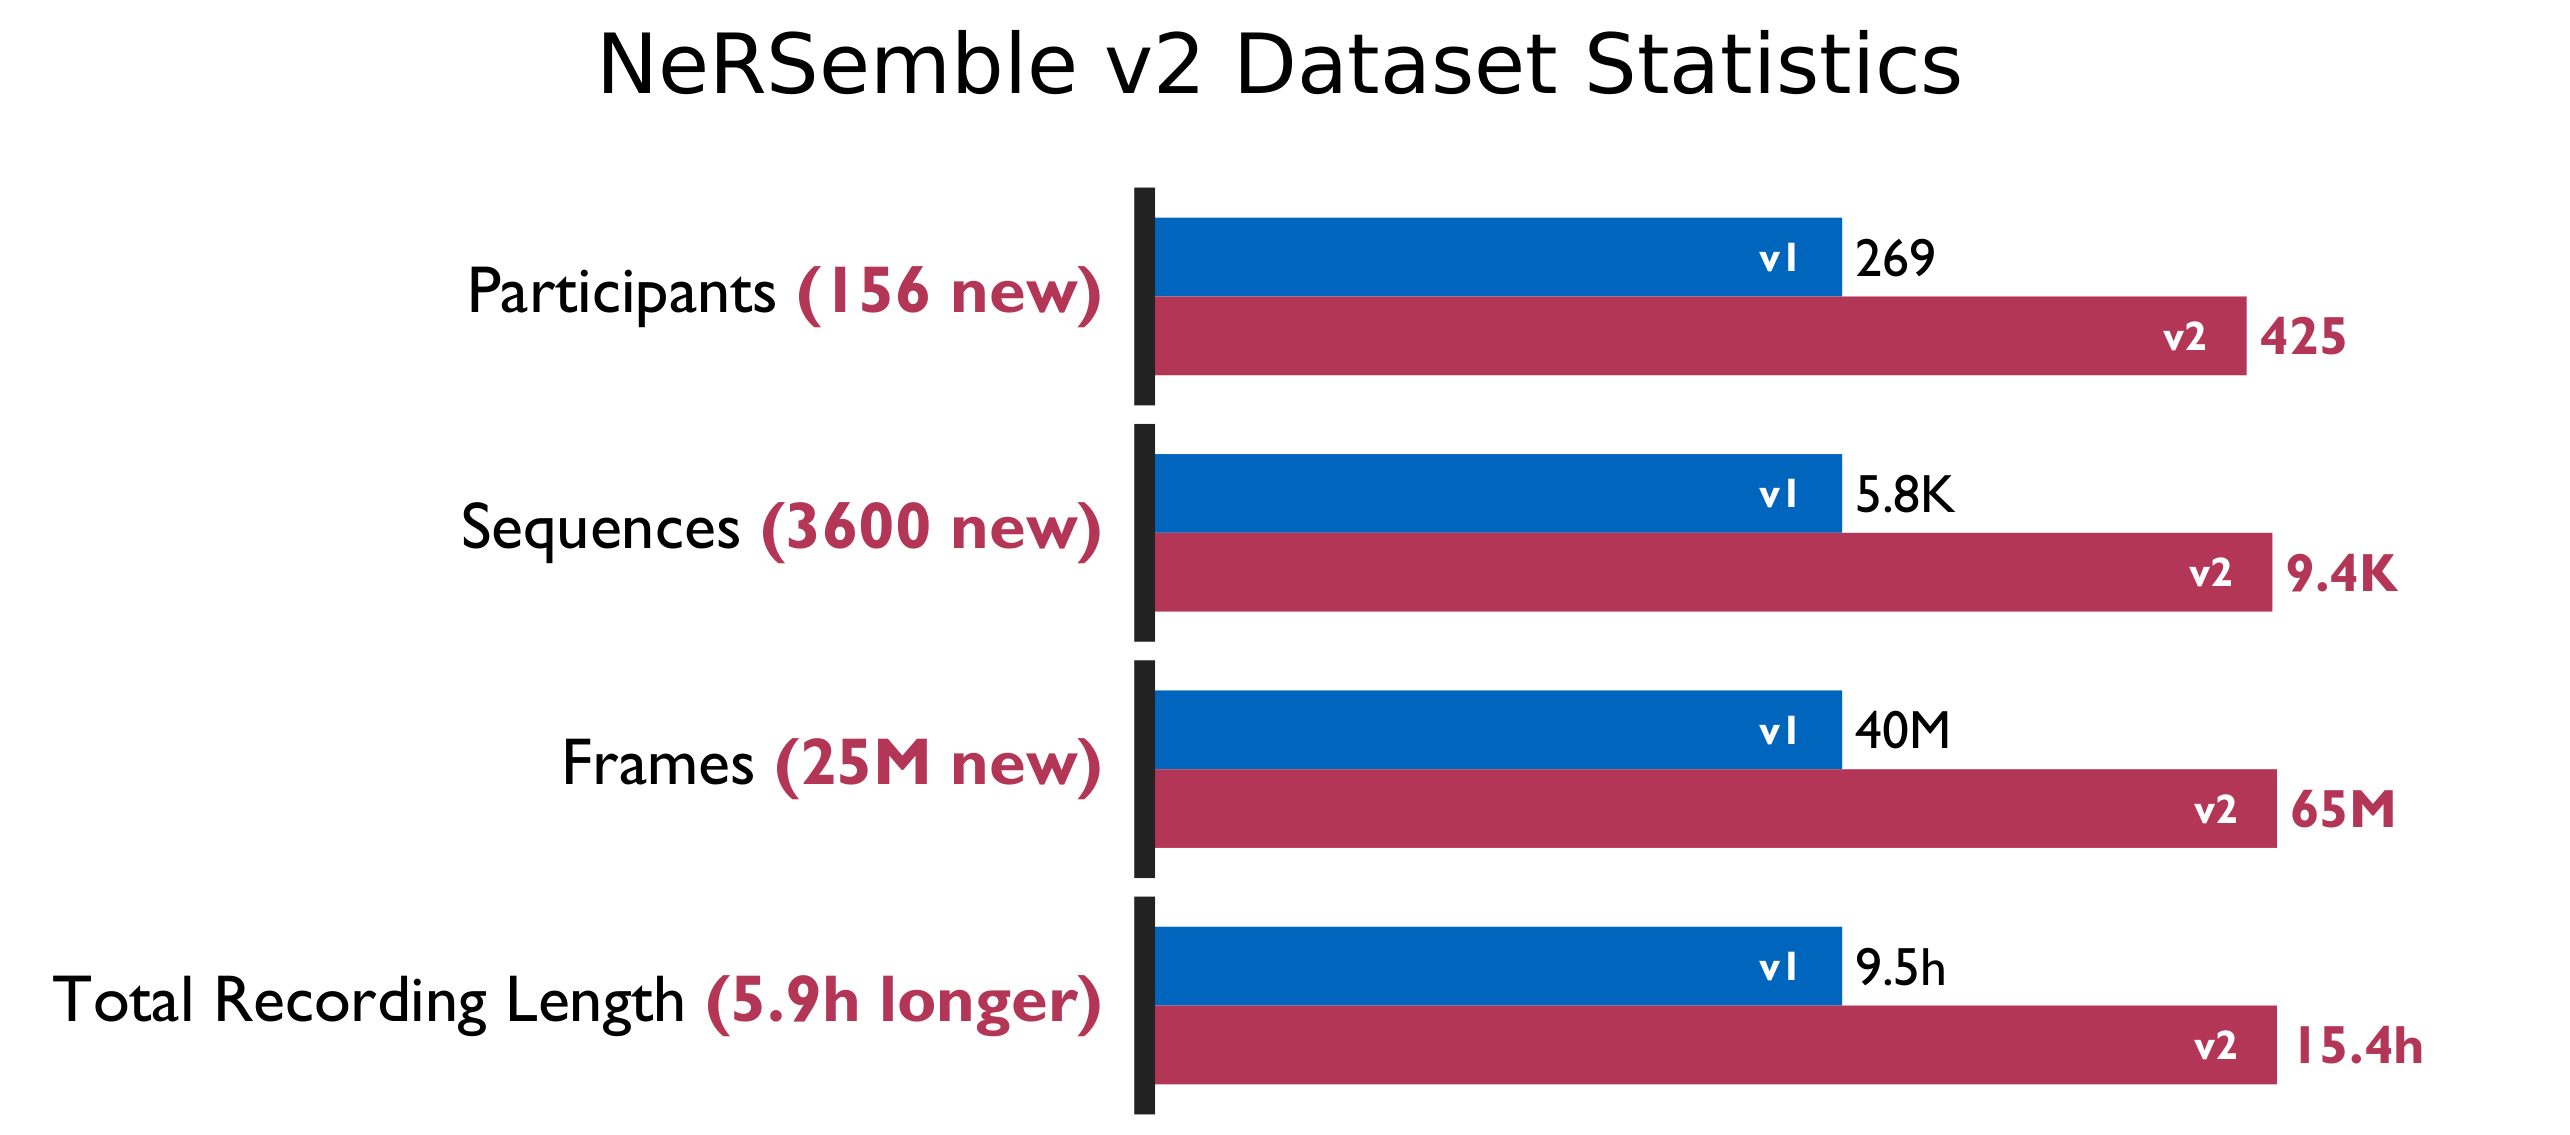 NeRSemble v2 Dataset Statistics
Participants (156 new)
v1 269
v2 425
Sequences (3600 new)
v1 5.8K
v2 9.4K
Frames (25M new)
v1 40M
v2 65M
Total Recording Length (5.9h longer)
v1 9.5h
v2 15.4h